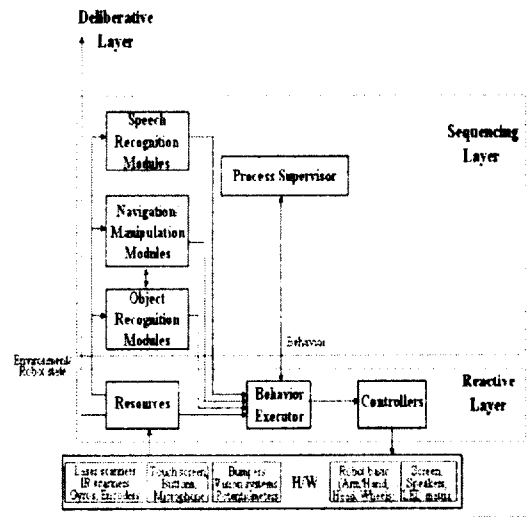 Deliberative
Layer
Speech
Recognition
Modules
Sequencing
Layer
Process Supervisor
Navigation
Manipulation
Modules
Object
Recognition
Modules
Behavior
Environment/
Robot state
Reactive
Layer
Resources
Behavior
Executor
Controllers
Laser scanners
IR scanners
Gyros, Encoders
Touch screen,
Buttons,
Microphone
Bumpers
Vision systems
Potentiometers
H/W
Robot base
(Arm/Hand,
Head, Wheels)
Screen,
Speakers,
LED matrix